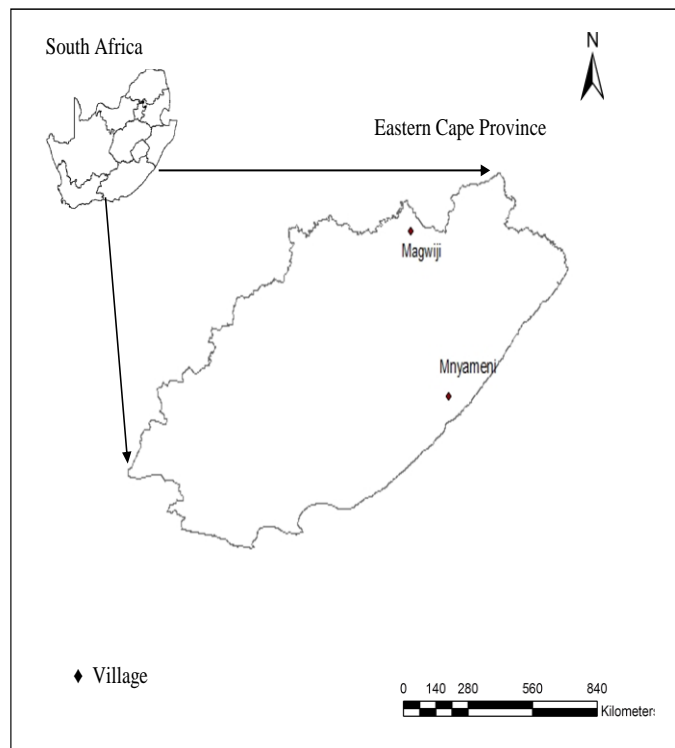 South Africa
N
Eastern Cape Province
Magwiji
Mnyameni
Village
0 140 280 560 840
Kilometers